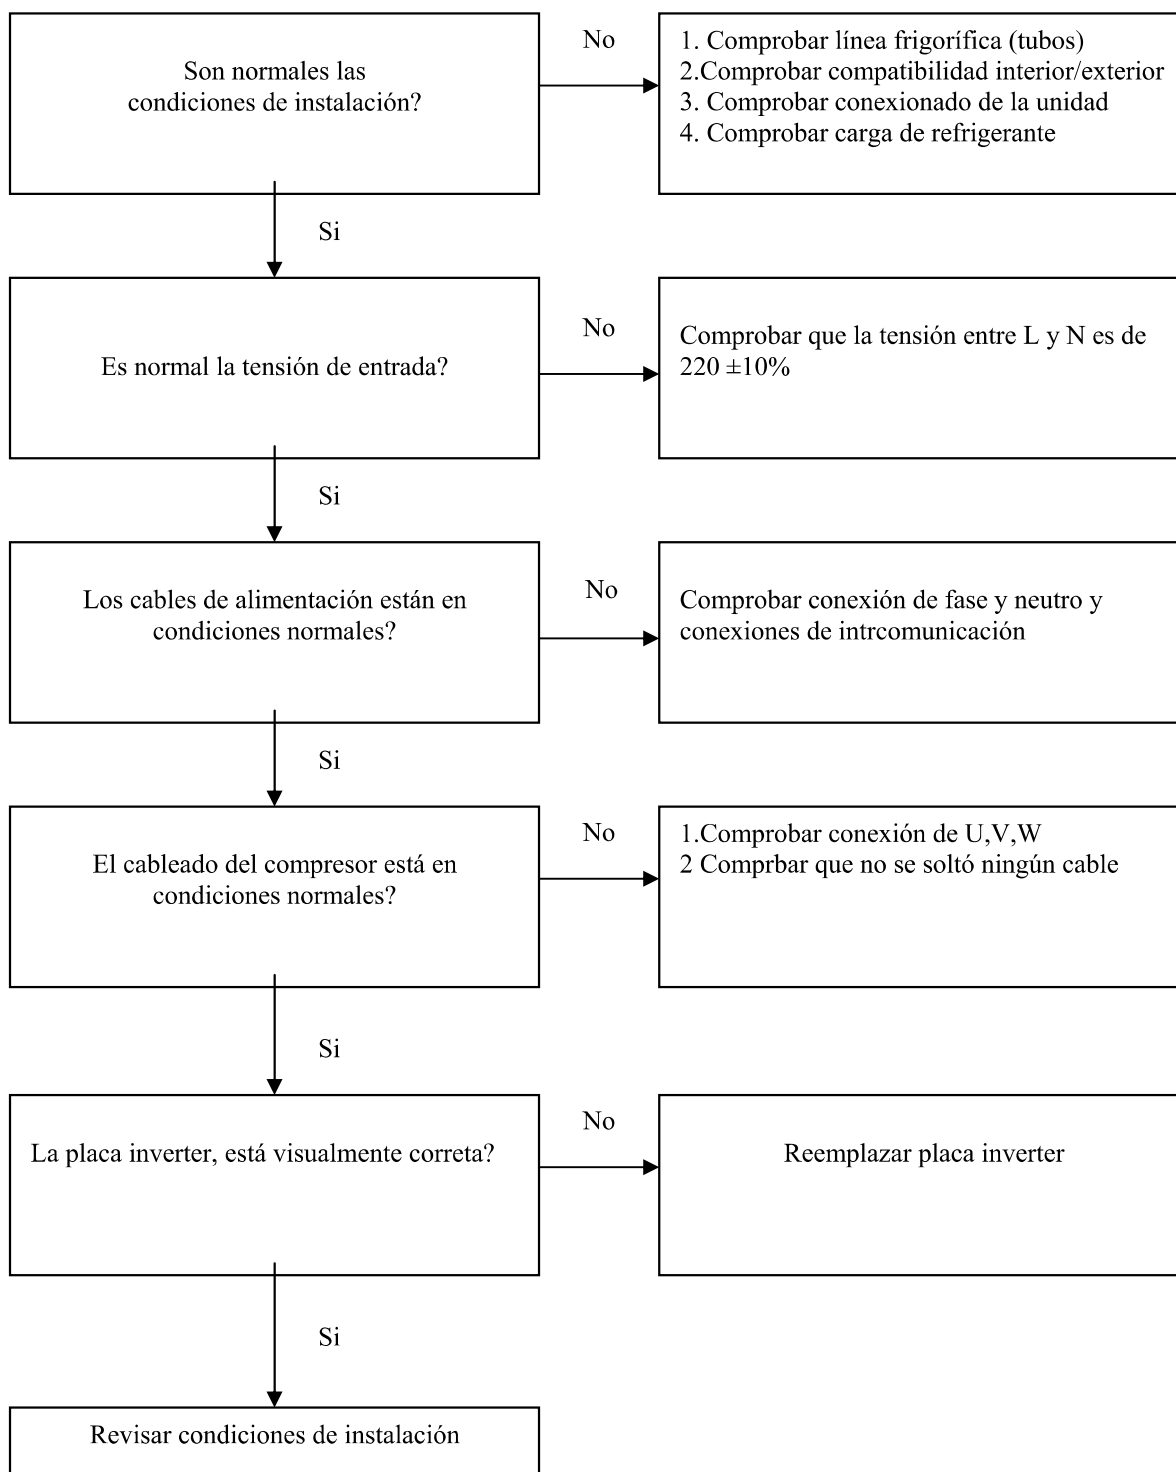 Son normales las
condiciones de instalación?
No
1. Comprobar línea frigorífica (tubos)
2.Comprobar compatibilidad interior/exterior
3. Comprobar conexionado de la unidad
4. Comprobar carga de refrigerante
Si
Es normal la tensión de entrada?
No
Comprobar que la tensión entre L y N es de
220 ±10%
Si
Los cables de alimentación están en
condiciones normales?
No
Comprobar conexión de fase y neutro y
conexiones de intrcomunicación
Si
El cableado del compresor está en
condiciones normales?
No
1.Comprobar conexión de U,V,W
2 Comprbar que no se soltó ningún cable
Si
La placa inverter, está visualmente correta?
No
Reemplazar placa inverter
Si
Revisar condiciones de instalación